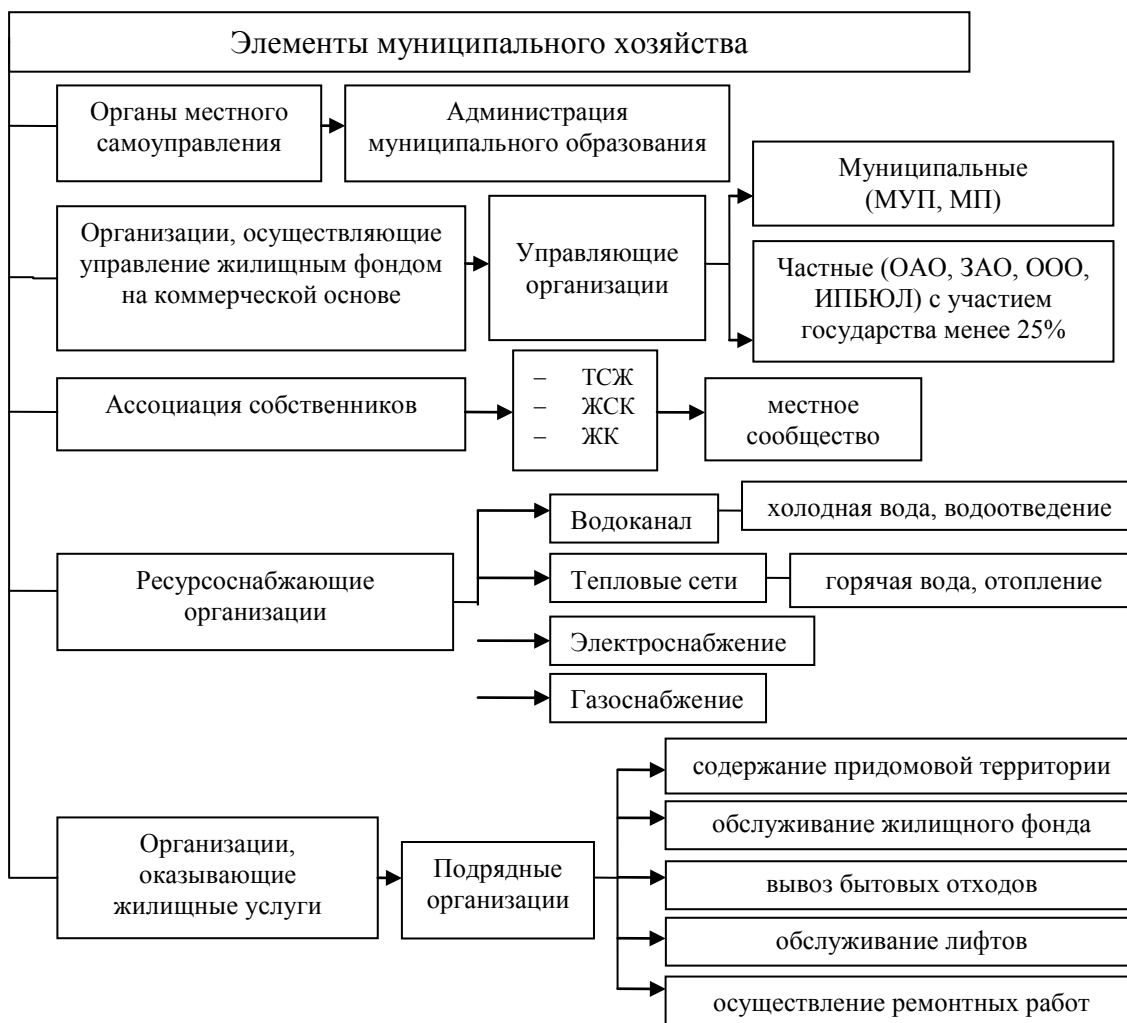 Элементы муниципального хозяйства
Органы местного
самоуправления
Администрация
муниципального образования
Организации, осуществляющие
управление жилищным фондом
на коммерческой основе
Управляющие
организации
Муниципальные
(МУП, МП)
Частные (ОАО, ЗАО, ООО,
ИПБЮЛ) с участием
государства менее 25%
Ассоциация собственников
– ТСЖ
– ЖСК
– ЖК
местное
сообщество
Ресурсоснабжающие
организации
Водоканал
холодная вода, водоотведение
Тепловые сети
горячая вода, отопление
Электроснабжение
Газоснабжение
Организации,
оказывающие
жилищные услуги
Подрядные
организации
содержание придомовой территории
обслуживание жилищного фонда
вывоз бытовых отходов
обслуживание лифтов
осуществление ремонтных работ